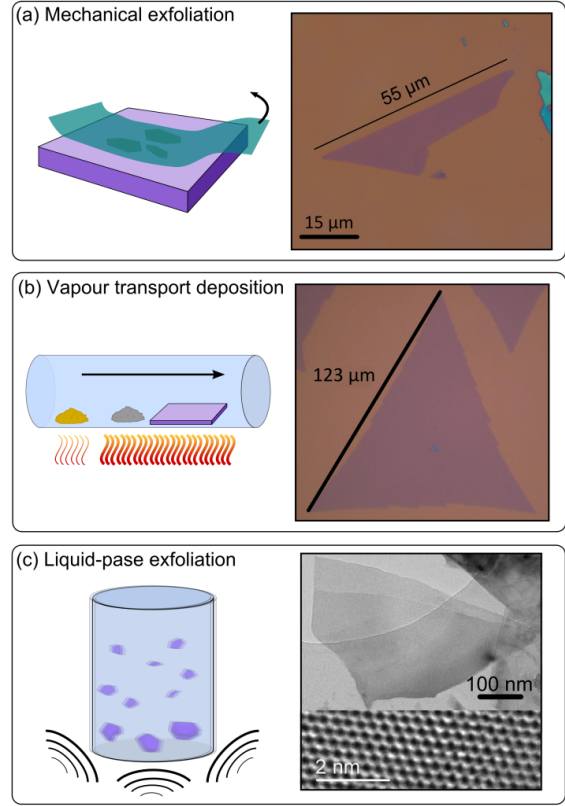 (a) Mechanical exfoliation
55 µm
15 µm
(b) Vapour transport deposition
123 µm
(c) Liquid-pase exfoliation
100 nm
2 nm